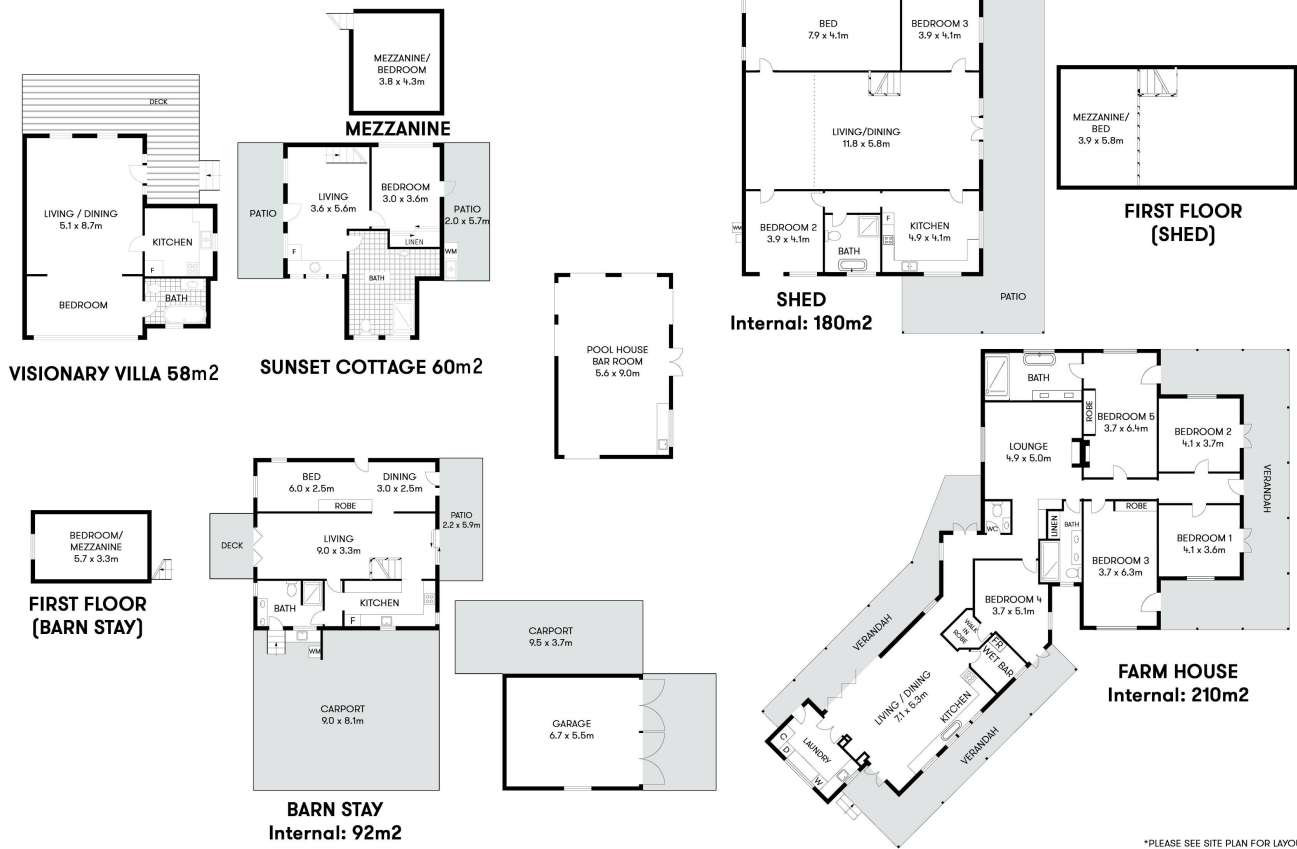 MEZZANINE/
BEDROOM
3.8 x 4.3m
MEZZANINE
DECK
LIVING / DINING
5.1 x 8.7m
KITCHEN
F
BEDROOM
BATH
VISIONARY VILLA 58m2
PATIO
LIVING
3.6 x 5.6m
BEDROOM
3.0 x 3.6m
PATIO
2.0 x 5.7m
LINEN
WM
F
BATH
SUNSET COTTAGE 60m2
POOL HOUSE
BAR ROOM
5.6 x 9.0m
BED
7.9 x 4.1m
BEDROOM 3
3.9 x 4.1m
LIVING/DINING
11.8 x 5.8m
WM
BEDROOM 2
3.9 x 4.1m
BATH
F
KITCHEN
4.9 x 4.1m
PATIO
SHED
Internal: 180m2
MEZZANINE/
BED
3.9 x 5.8m
FIRST FLOOR
(SHED)
BEDROOM/
MEZZANINE
5.7 x 3.3m
FIRST FLOOR
(BARN STAY)
BED
6.0 x 2.5m
DINING
3.0 x 2.5m
ROBE
PATIO
2.2 x 5.9m
DECK
LIVING
9.0 x 3.3m
BATH
KITCHEN
F
WM
CARPORT
9.0 x 8.1m
BARN STAY
Internal: 92m2
CARPORT
9.5 x 3.7m
GARAGE
6.7 x 5.5m
BATH
ROBE
BEDROOM 5
3.7 x 6.4m
LOUNGE
4.9 x 5.0m
BEDROOM 2
4.1 x 3.7m
VERANDAH
WC
LINEN
BATH
ROBE
BEDROOM 3
3.7 x 6.3m
BEDROOM 1
4.1 x 3.6m
BEDROOM 4
3.7 x 5.1m
WALK
IN
ROBE
FR
WET BAR
VERANDAH
LIVING / DINING
7.1 x 5.3m
KITCHEN
VERANDAH
C
D
LAUNDRY
W
FARM HOUSE
Internal: 210m2
*PLEASE SEE SITE PLAN FOR LAYOU